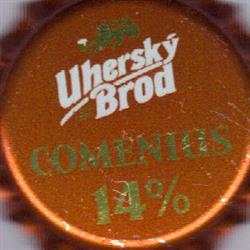 Uherský
Brod
COMENIUS
14%